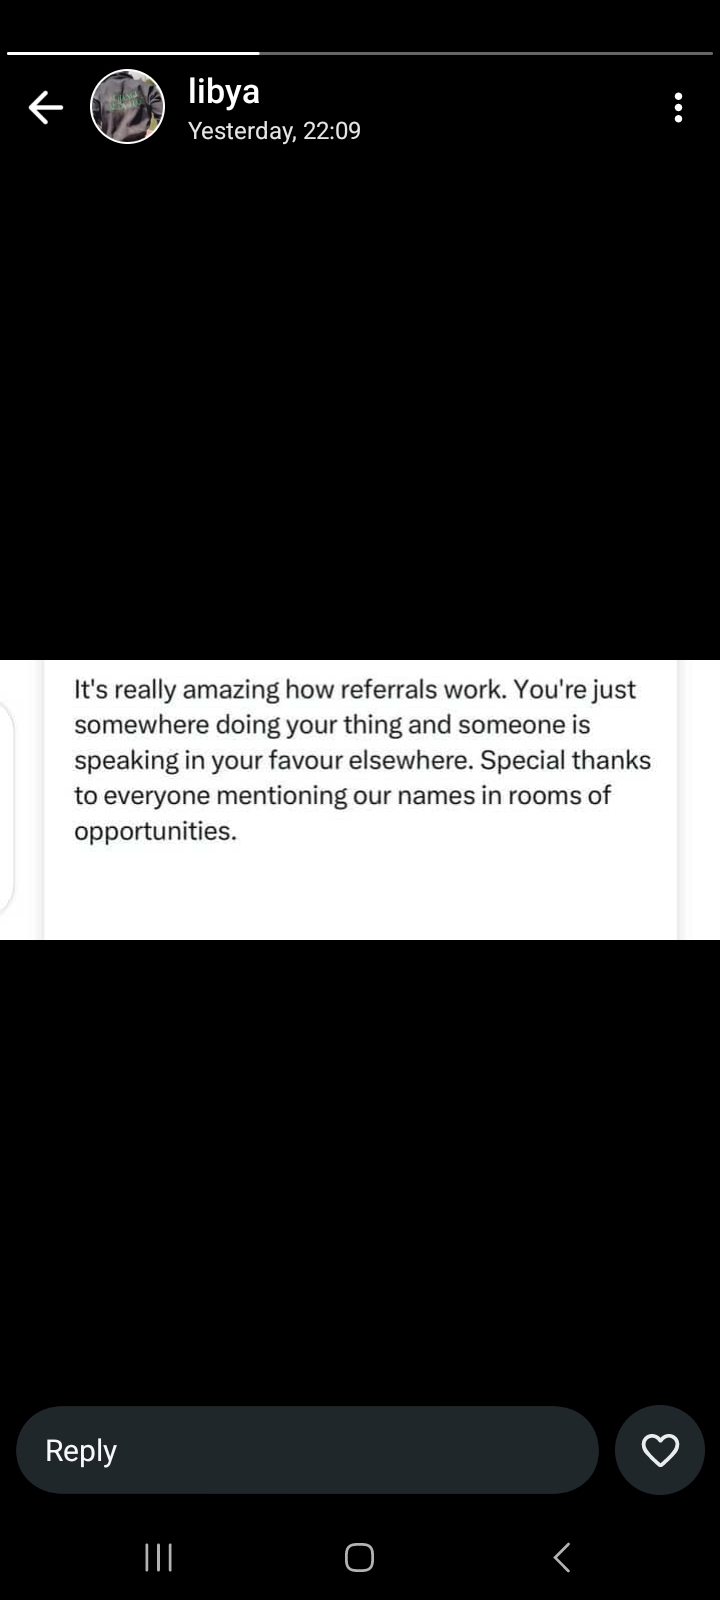 libya
Yesterday, 22:09
It's really amazing how referrals work. You're just
somewhere doing your thing and someone is
speaking in your favour elsewhere. Special thanks
to everyone mentioning our names in rooms of
opportunities.
Reply